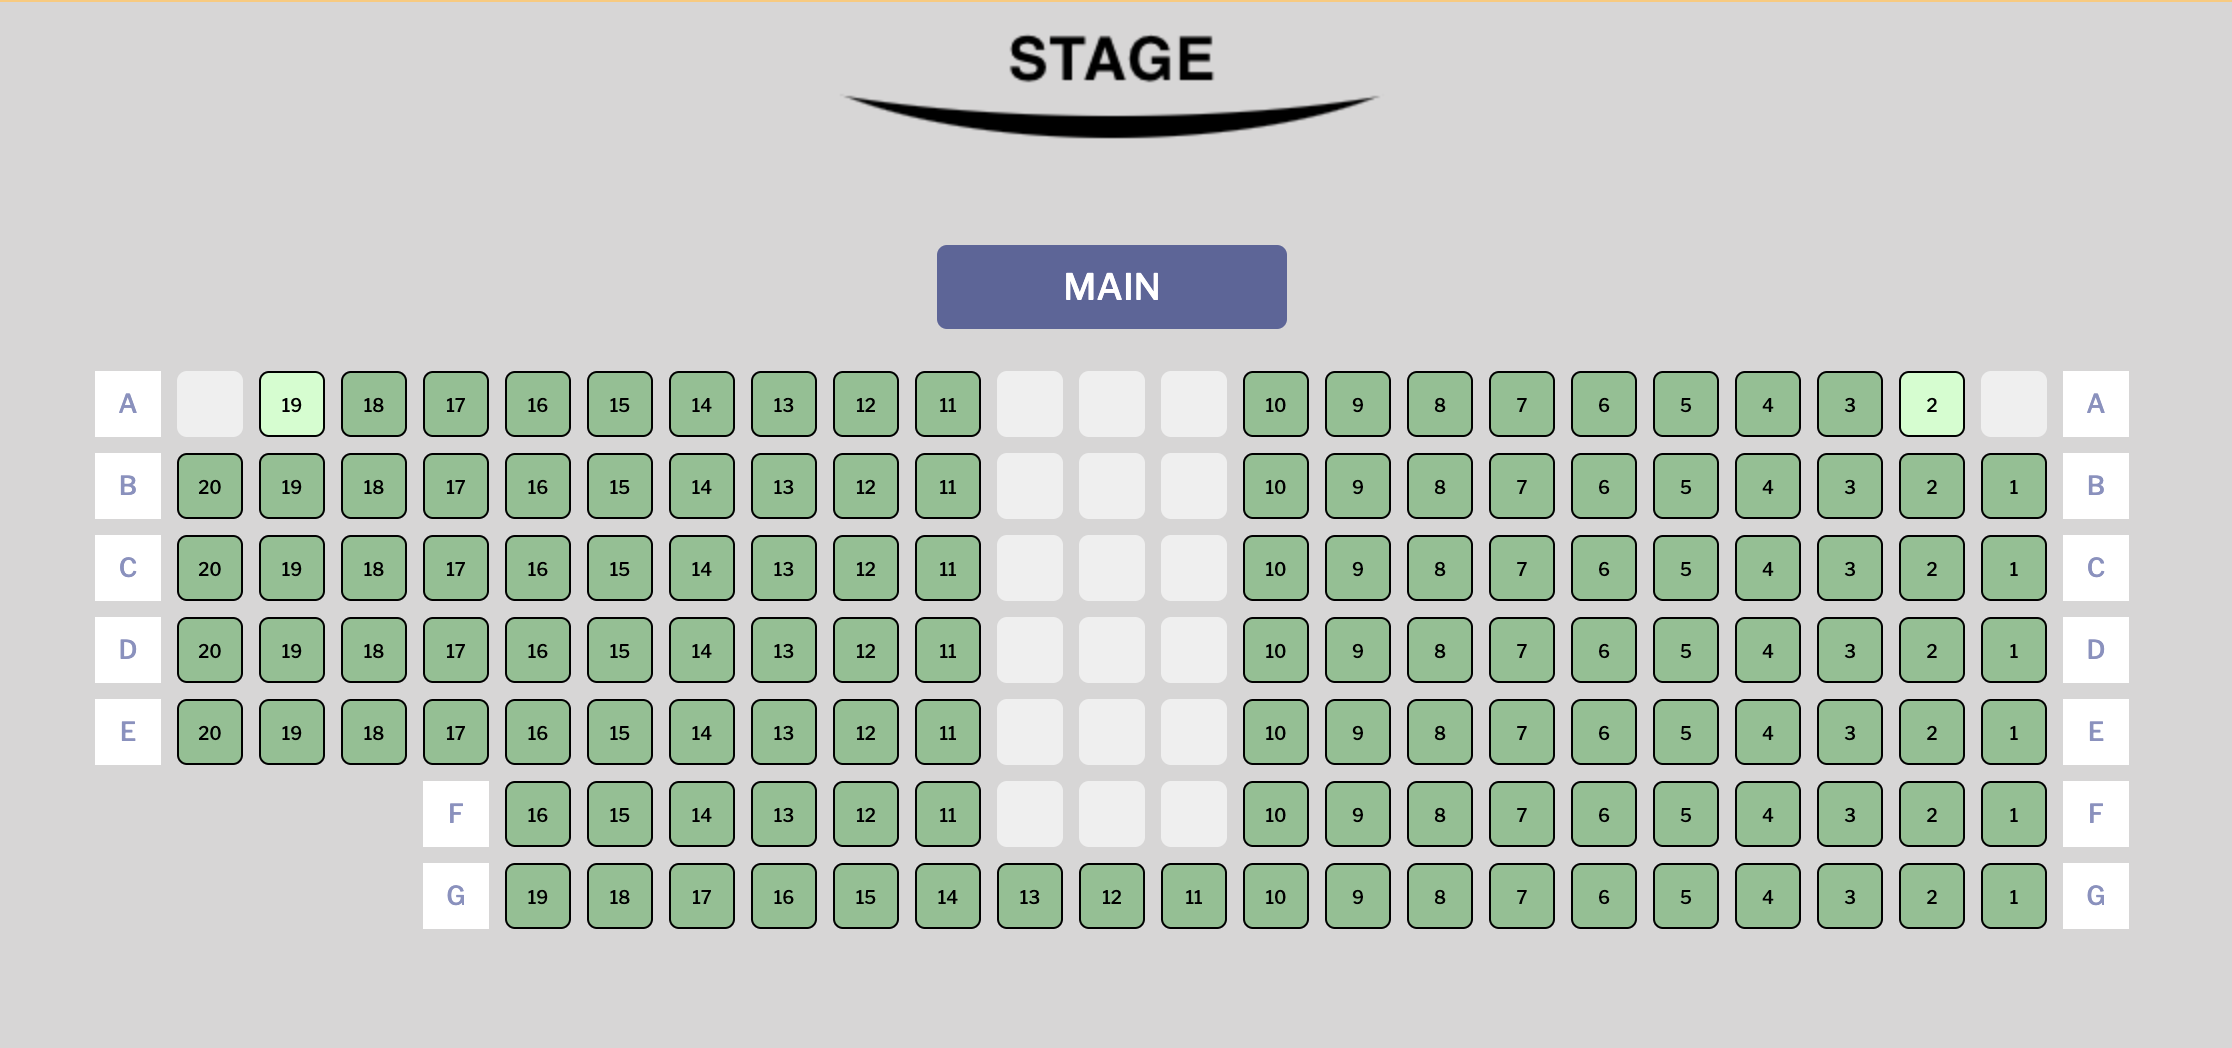 STAGE
MAIN
A 19 18 17 16 15 14 13 12 11 10 9 8 7 6 5 4 3 2 A
B 20 19 18 17 16 15 14 13 12 11 10 9 8 7 6 5 4 3 2 1 B
C 20 19 18 17 16 15 14 13 12 11 10 9 8 7 6 5 4 3 2 1 C
D 20 19 18 17 16 15 14 13 12 11 10 9 8 7 6 5 4 3 2 1 D
E 20 19 18 17 16 15 14 13 12 11 10 9 8 7 6 5 4 3 2 1 E
F 16 15 14 13 12 11 10 9 8 7 6 5 4 3 2 1 F
G 19 18 17 16 15 14 13 12 11 10 9 8 7 6 5 4 3 2 1 G